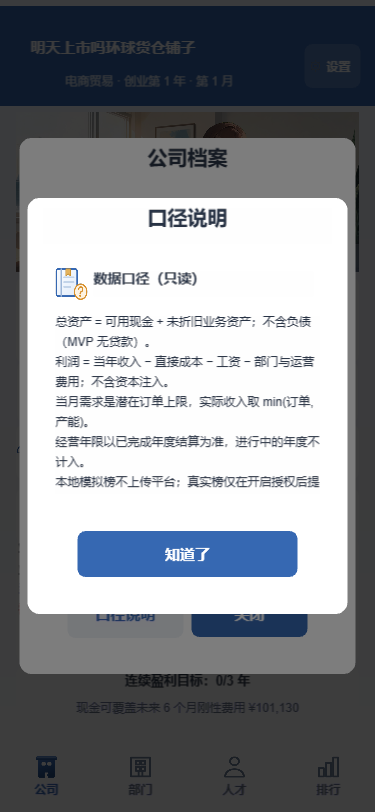 明天上市吗环球货仓铺子
设置
电商贸易 · 创业第 1 年 · 第 1 月
公司档案
口径说明
数据口径（只读）
总资产 = 可用现金 + 未折旧业务资产；不含负债
（MVP 无贷款）。
利润 = 当年收入 − 直接成本 − 工资 − 部门与运营
费用；不含资本注入。
当月需求是潜在订单上限，实际收入取 min(订单,
产能)。
经营年限以已完成年度结算为准，进行中的年度不
计入。
本地模拟榜不上传平台；真实榜仅在开启授权后提
知道了
口径说明
关闭
连续盈利目标：0/3 年
现金可覆盖未来 6 个月刚性费用 ¥101,130
公司
部门
人才
排行